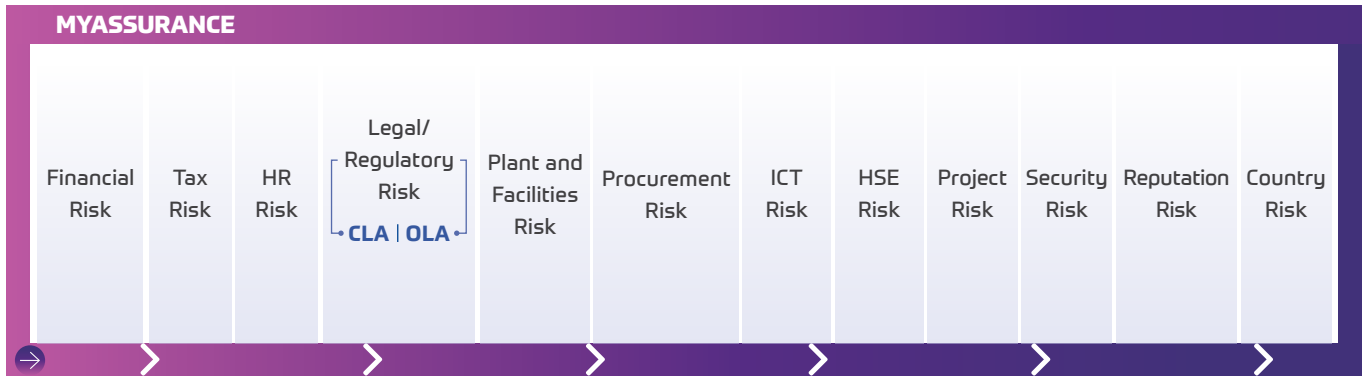 MYASSURANCE
Financial
Risk
Tax
Risk
HR
Risk
Legal/
Regulatory
Risk
CLA | OLA
Plant and
Facilities
Risk
Procurement
Risk
ICT
Risk
HSE
Risk
Project
Risk
Security
Risk
Reputation
Risk
Country
Risk